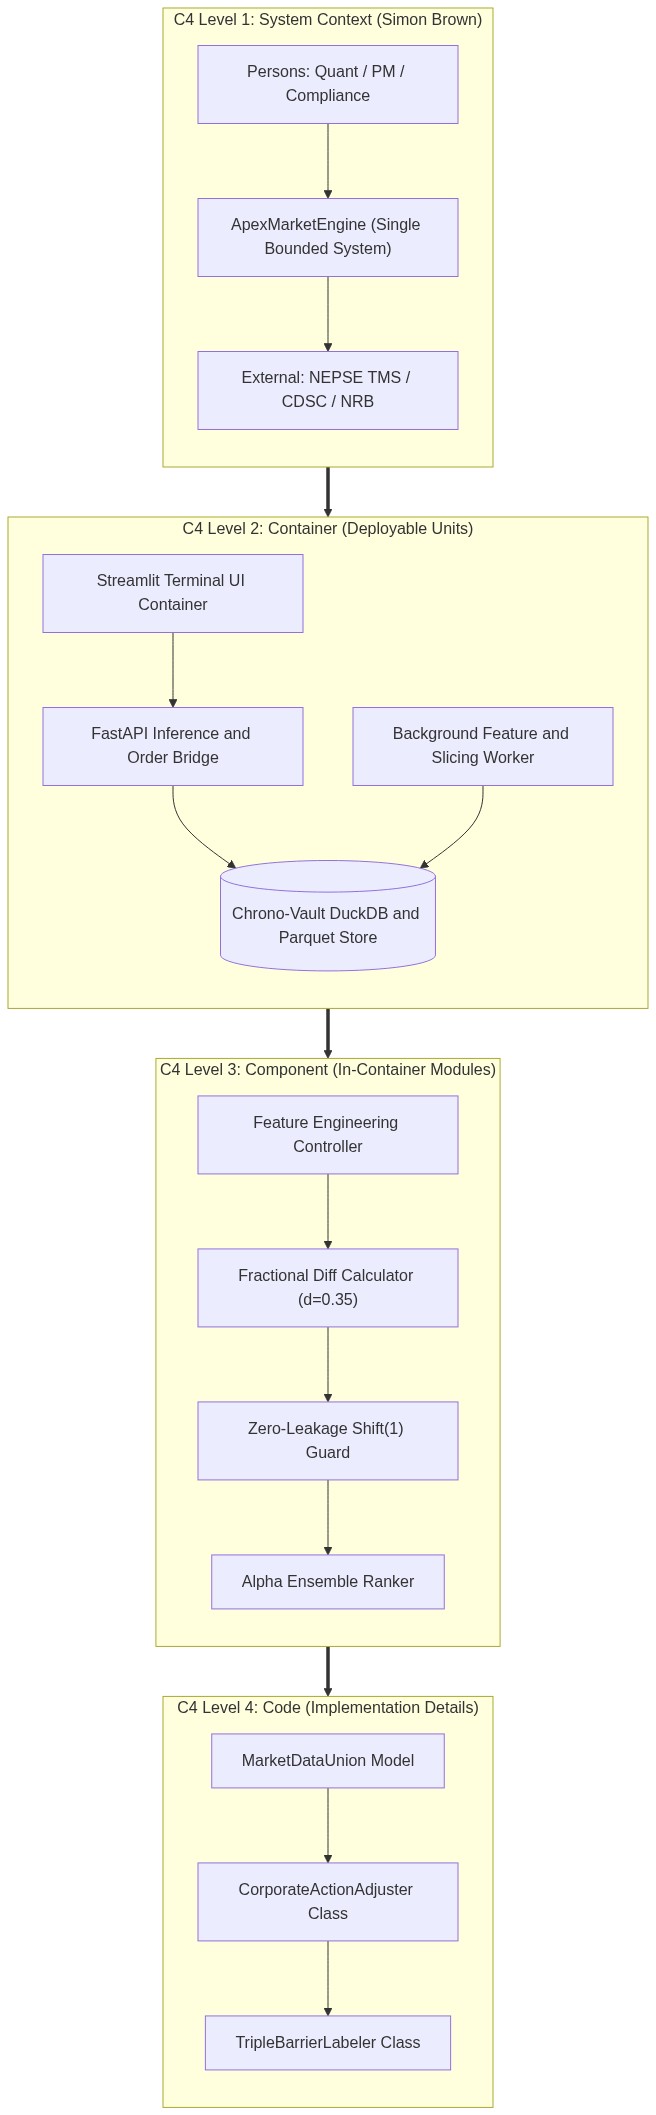 C4 Level 1: System Context (Simon Brown)
Persons: Quant / PM /
Compliance
ApexMarketEngine (Single
Bounded System)
External: NEPSE TMS /
CDSC / NRB
C4 Level 2: Container (Deployable Units)
Streamlit Terminal UI
Container
FastAPI Inference and
Order Bridge
Background Feature and
Slicing Worker
Chrono-Vault DuckDB and
Parquet Store
C4 Level 3: Component (In-Container Modules)
Feature Engineering
Controller
Fractional Diff Calculator
(d=0.35)
Zero-Leakage Shift(1)
Guard
Alpha Ensemble Ranker
C4 Level 4: Code (Implementation Details)
MarketDataUnion Model
CorporateActionAdjuster
Class
TripleBarrierLabeler Class